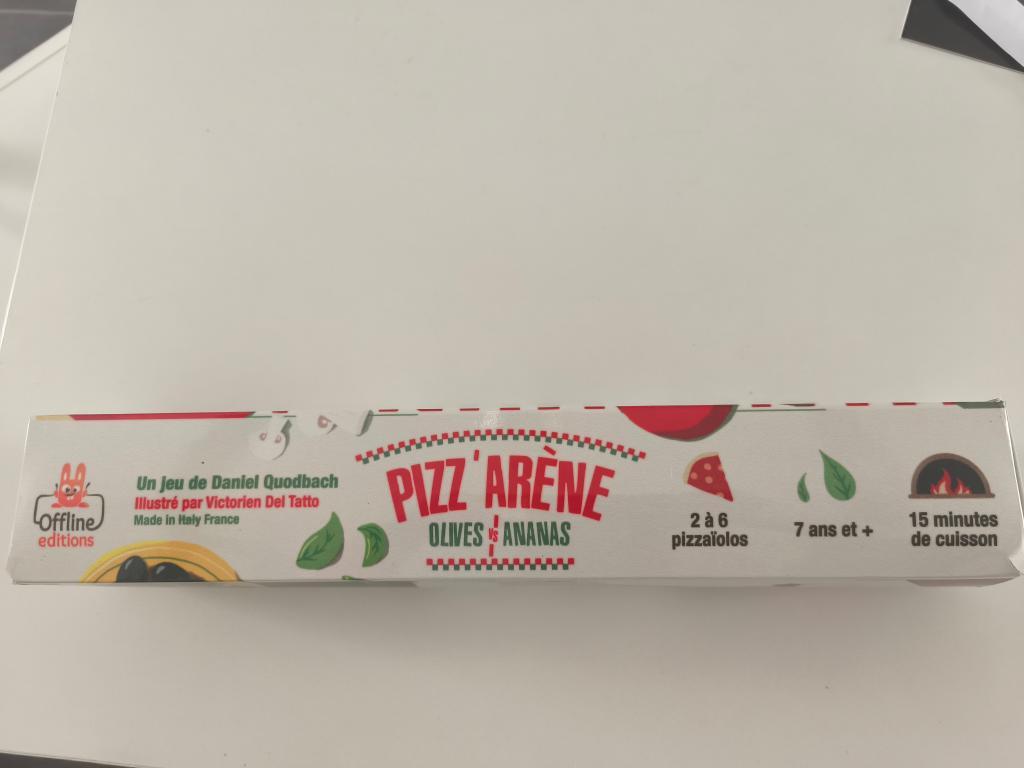 Offline
editions
Un jeu de Daniel Quodbach
Illustré par Victorien Del Tatto
Made in Italy France
PIZZ'ARÈNE
OLIVES VS ANANAS
2 à 6
pizzaïolos
7 ans et +
15 minutes
de cuisson